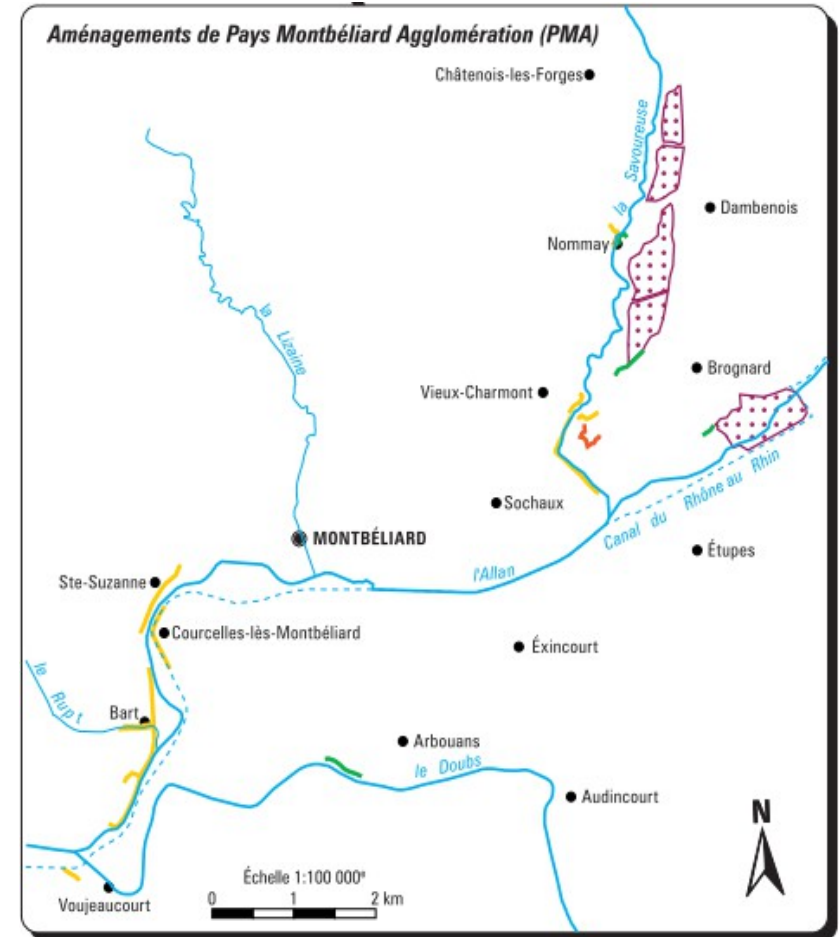 Aménagements de Pays Montbéliard Agglomération (PMA)
Châtenois-les-Forges
la Savoureuse
Dambenois
Nommay
la Lizaine
Brognard
Vieux-Charmont
Sochaux
Canal du Rhône au Rhin
MONTBÉLIARD
Étupes
l'Allan
Ste-Suzanne
Courcelles-lès-Montbéliard
Éxincourt
le Rupt
Bart
Arbouans
le Doubs
Audincourt
N
Échelle 1:100 000ᵉ
0 1 2 km
Voujeaucourt